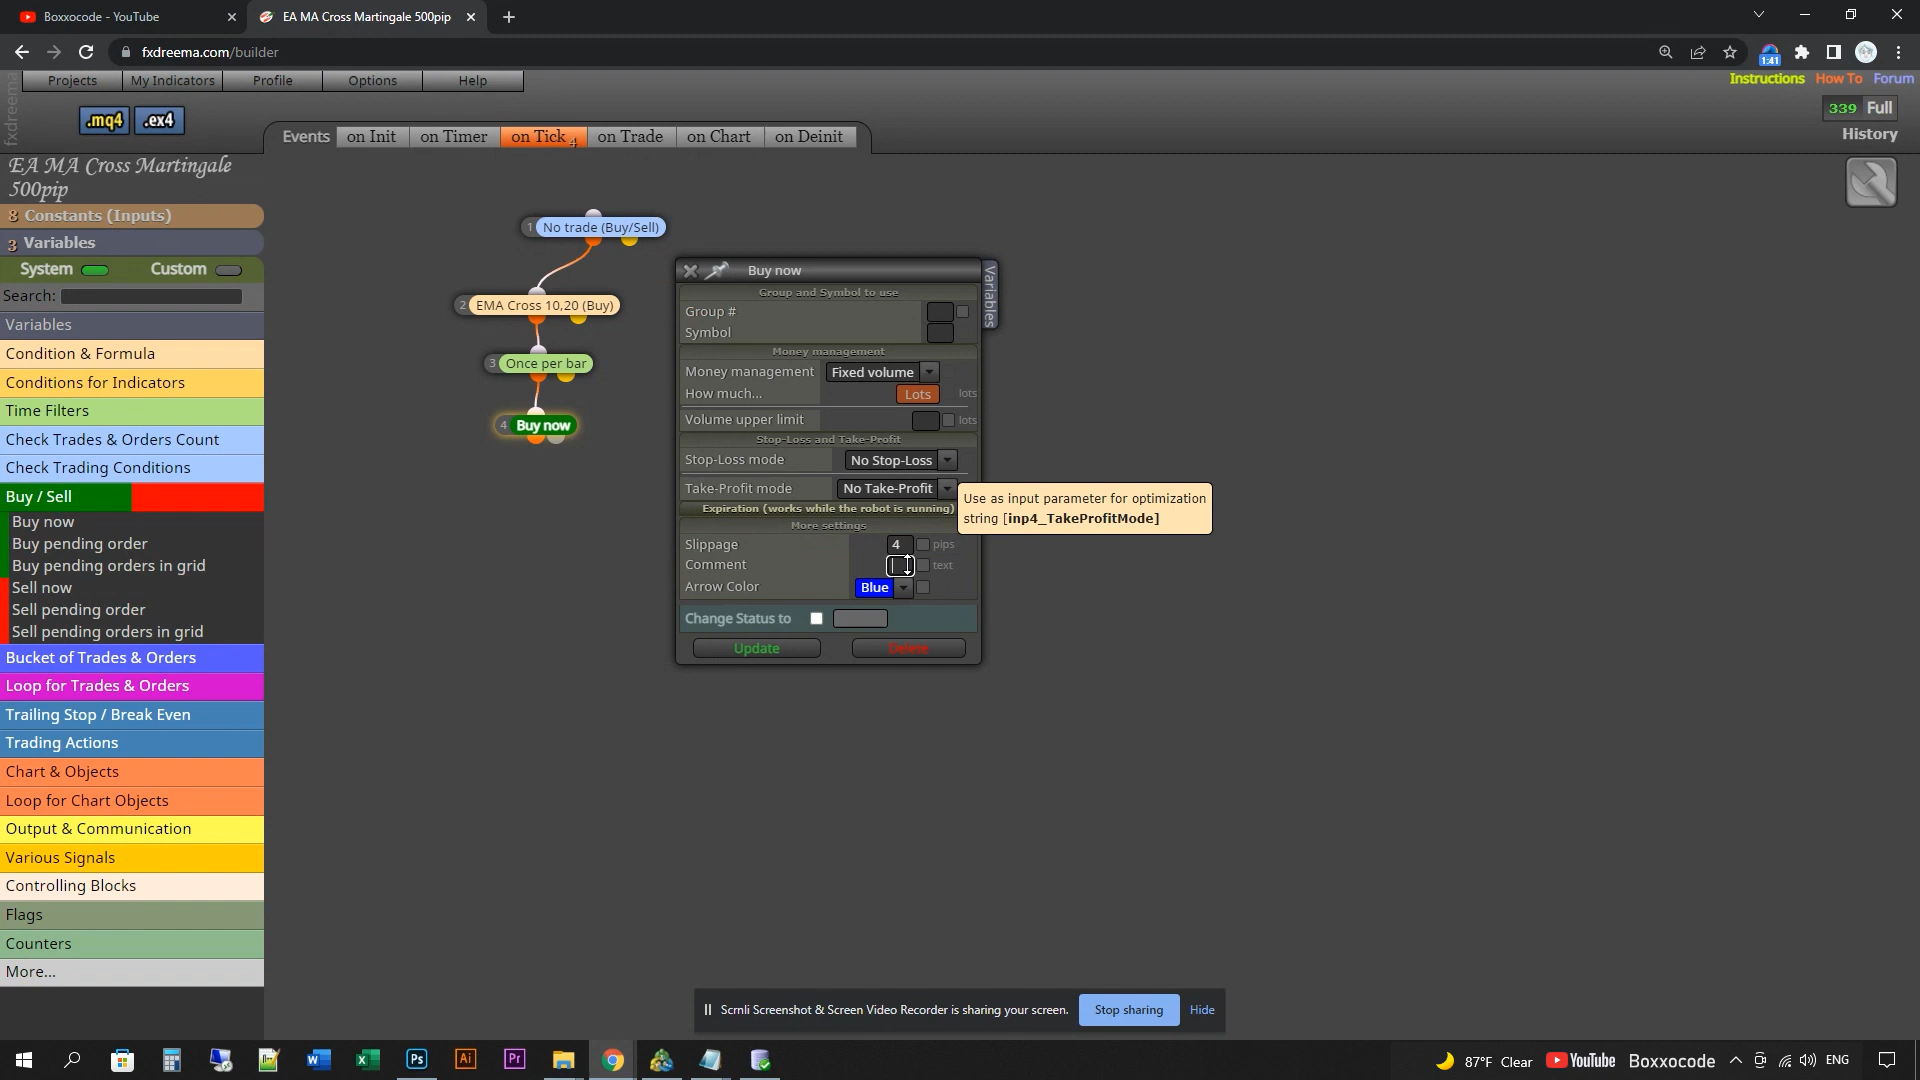 Boxxocode - YouTube
EA MA Cross Martingale 500pip
fxdreema.com/builder
1:41
Projects
My Indicators
Profile
Options
Help
Instructions
How To
Forum
fxdreema
.mq4
.ex4
339 Full
History
Events
on Init
on Timer
on Tick 4
on Trade
on Chart
on Deinit
EA MA Cross Martingale
500pip
8 Constants (Inputs)
3 Variables
System
Custom
Search:
Variables
Condition & Formula
Conditions for Indicators
Time Filters
Check Trades & Orders Count
Check Trading Conditions
Buy / Sell
Buy now
Buy pending order
Buy pending orders in grid
Sell now
Sell pending order
Sell pending orders in grid
Bucket of Trades & Orders
Loop for Trades & Orders
Trailing Stop / Break Even
Trading Actions
Chart & Objects
Loop for Chart Objects
Output & Communication
Various Signals
Controlling Blocks
Flags
Counters
More...
1 No trade (Buy/Sell)
2 EMA Cross 10,20 (Buy)
3 Once per bar
4 Buy now
Buy now
Variables
Group and Symbol to use
Group #
Symbol
Money management
Money management Fixed volume
How much... Lots lots
Volume upper limit lots
Stop-Loss and Take-Profit
Stop-Loss mode No Stop-Loss
Take-Profit mode No Take-Profit
Expiration (works while the robot is running)
More settings
Slippage 4 pips
Comment text
Arrow Color Blue
Change Status to
Update Delete
Use as input parameter for optimization
string [inp4_TakeProfitMode]
Scrnli Screenshot & Screen Video Recorder is sharing your screen.
Stop sharing
Hide
Ps
Ai
Pr
87°F Clear
YouTube
Boxxocode
ENG